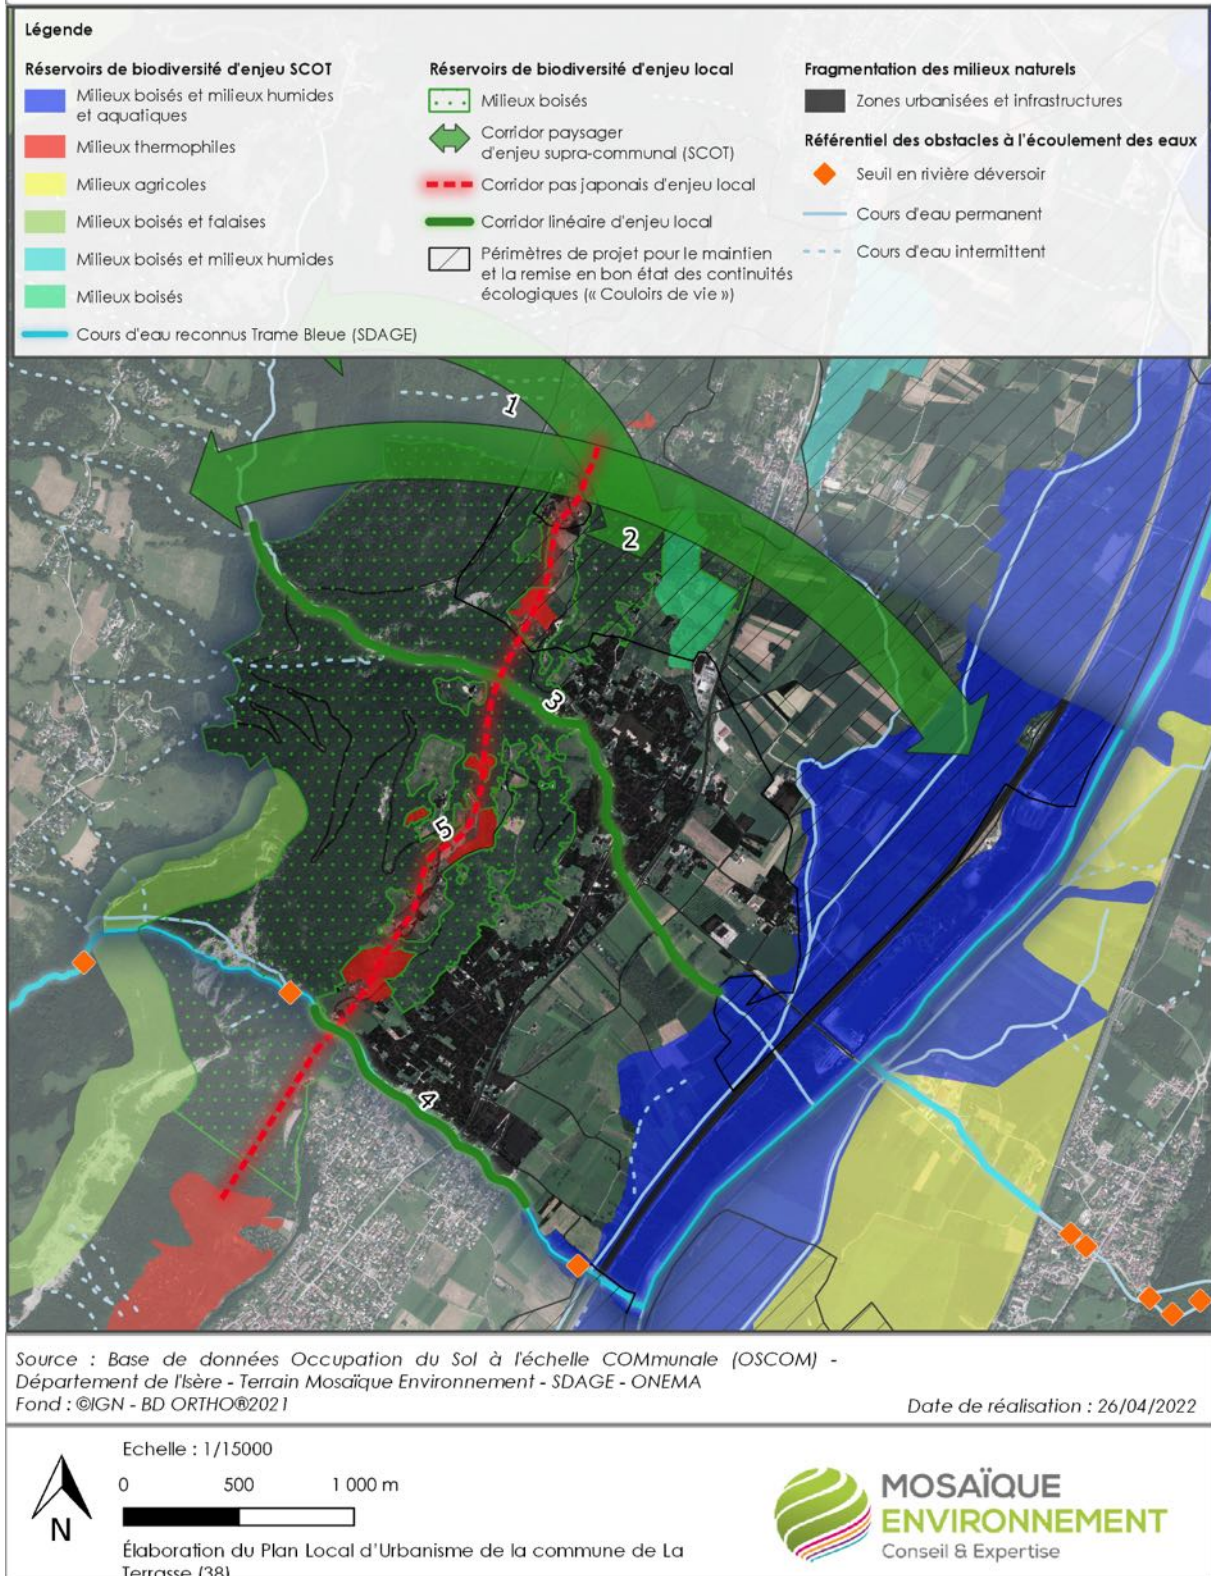 Légende
Réservoirs de biodiversité d'enjeu SCOT
Milieux boisés et milieux humides
et aquatiques
Milieux thermophiles
Milieux agricoles
Milieux boisés et falaises
Milieux boisés et milieux humides
Milieux boisés
Cours d'eau reconnus Trame Bleue (SDAGE)
Réservoirs de biodiversité d'enjeu local
Milieux boisés
Corridor paysager
d'enjeu supra-communal (SCOT)
Corridor pas japonais d'enjeu local
Corridor linéaire d'enjeu local
Périmètres de projet pour le maintien
et la remise en bon état des continuités
écologiques (« Couloirs de vie »)
Fragmentation des milieux naturels
Zones urbanisées et infrastructures
Référentiel des obstacles à l'écoulement des eaux
Seuil en rivière déversoir
Cours d'eau permanent
Cours d'eau intermittent
1
2
3
5
4
Source : Base de données Occupation du Sol à l'échelle COMmunale (OSCOM) -
Département de l'Isère - Terrain Mosaïque Environnement - SDAGE - ONEMA
Fond : ©IGN - BD ORTHO®2021
Date de réalisation : 26/04/2022
N
Echelle : 1/15000
0 500 1 000 m
Élaboration du Plan Local d'Urbanisme de la commune de La
Terrasse (38)
MOSAÏQUE
ENVIRONNEMENT
Conseil & Expertise